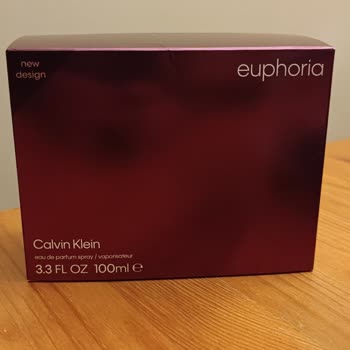 new
design
euphoria
Calvin Klein
eau de parfum spray / vaporisateur
3.3 FL OZ 100ml ℮